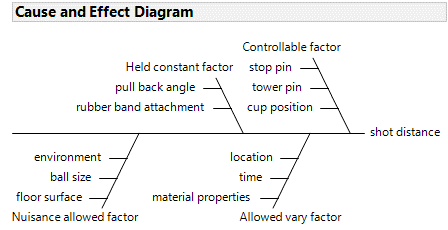 Cause and Effect Diagram
Controllable factor
Held constant factor
stop pin
pull back angle
tower pin
rubber band attachment
cup position
shot distance
environment
location
ball size
time
floor surface
material properties
Nuisance allowed factor
Allowed vary factor